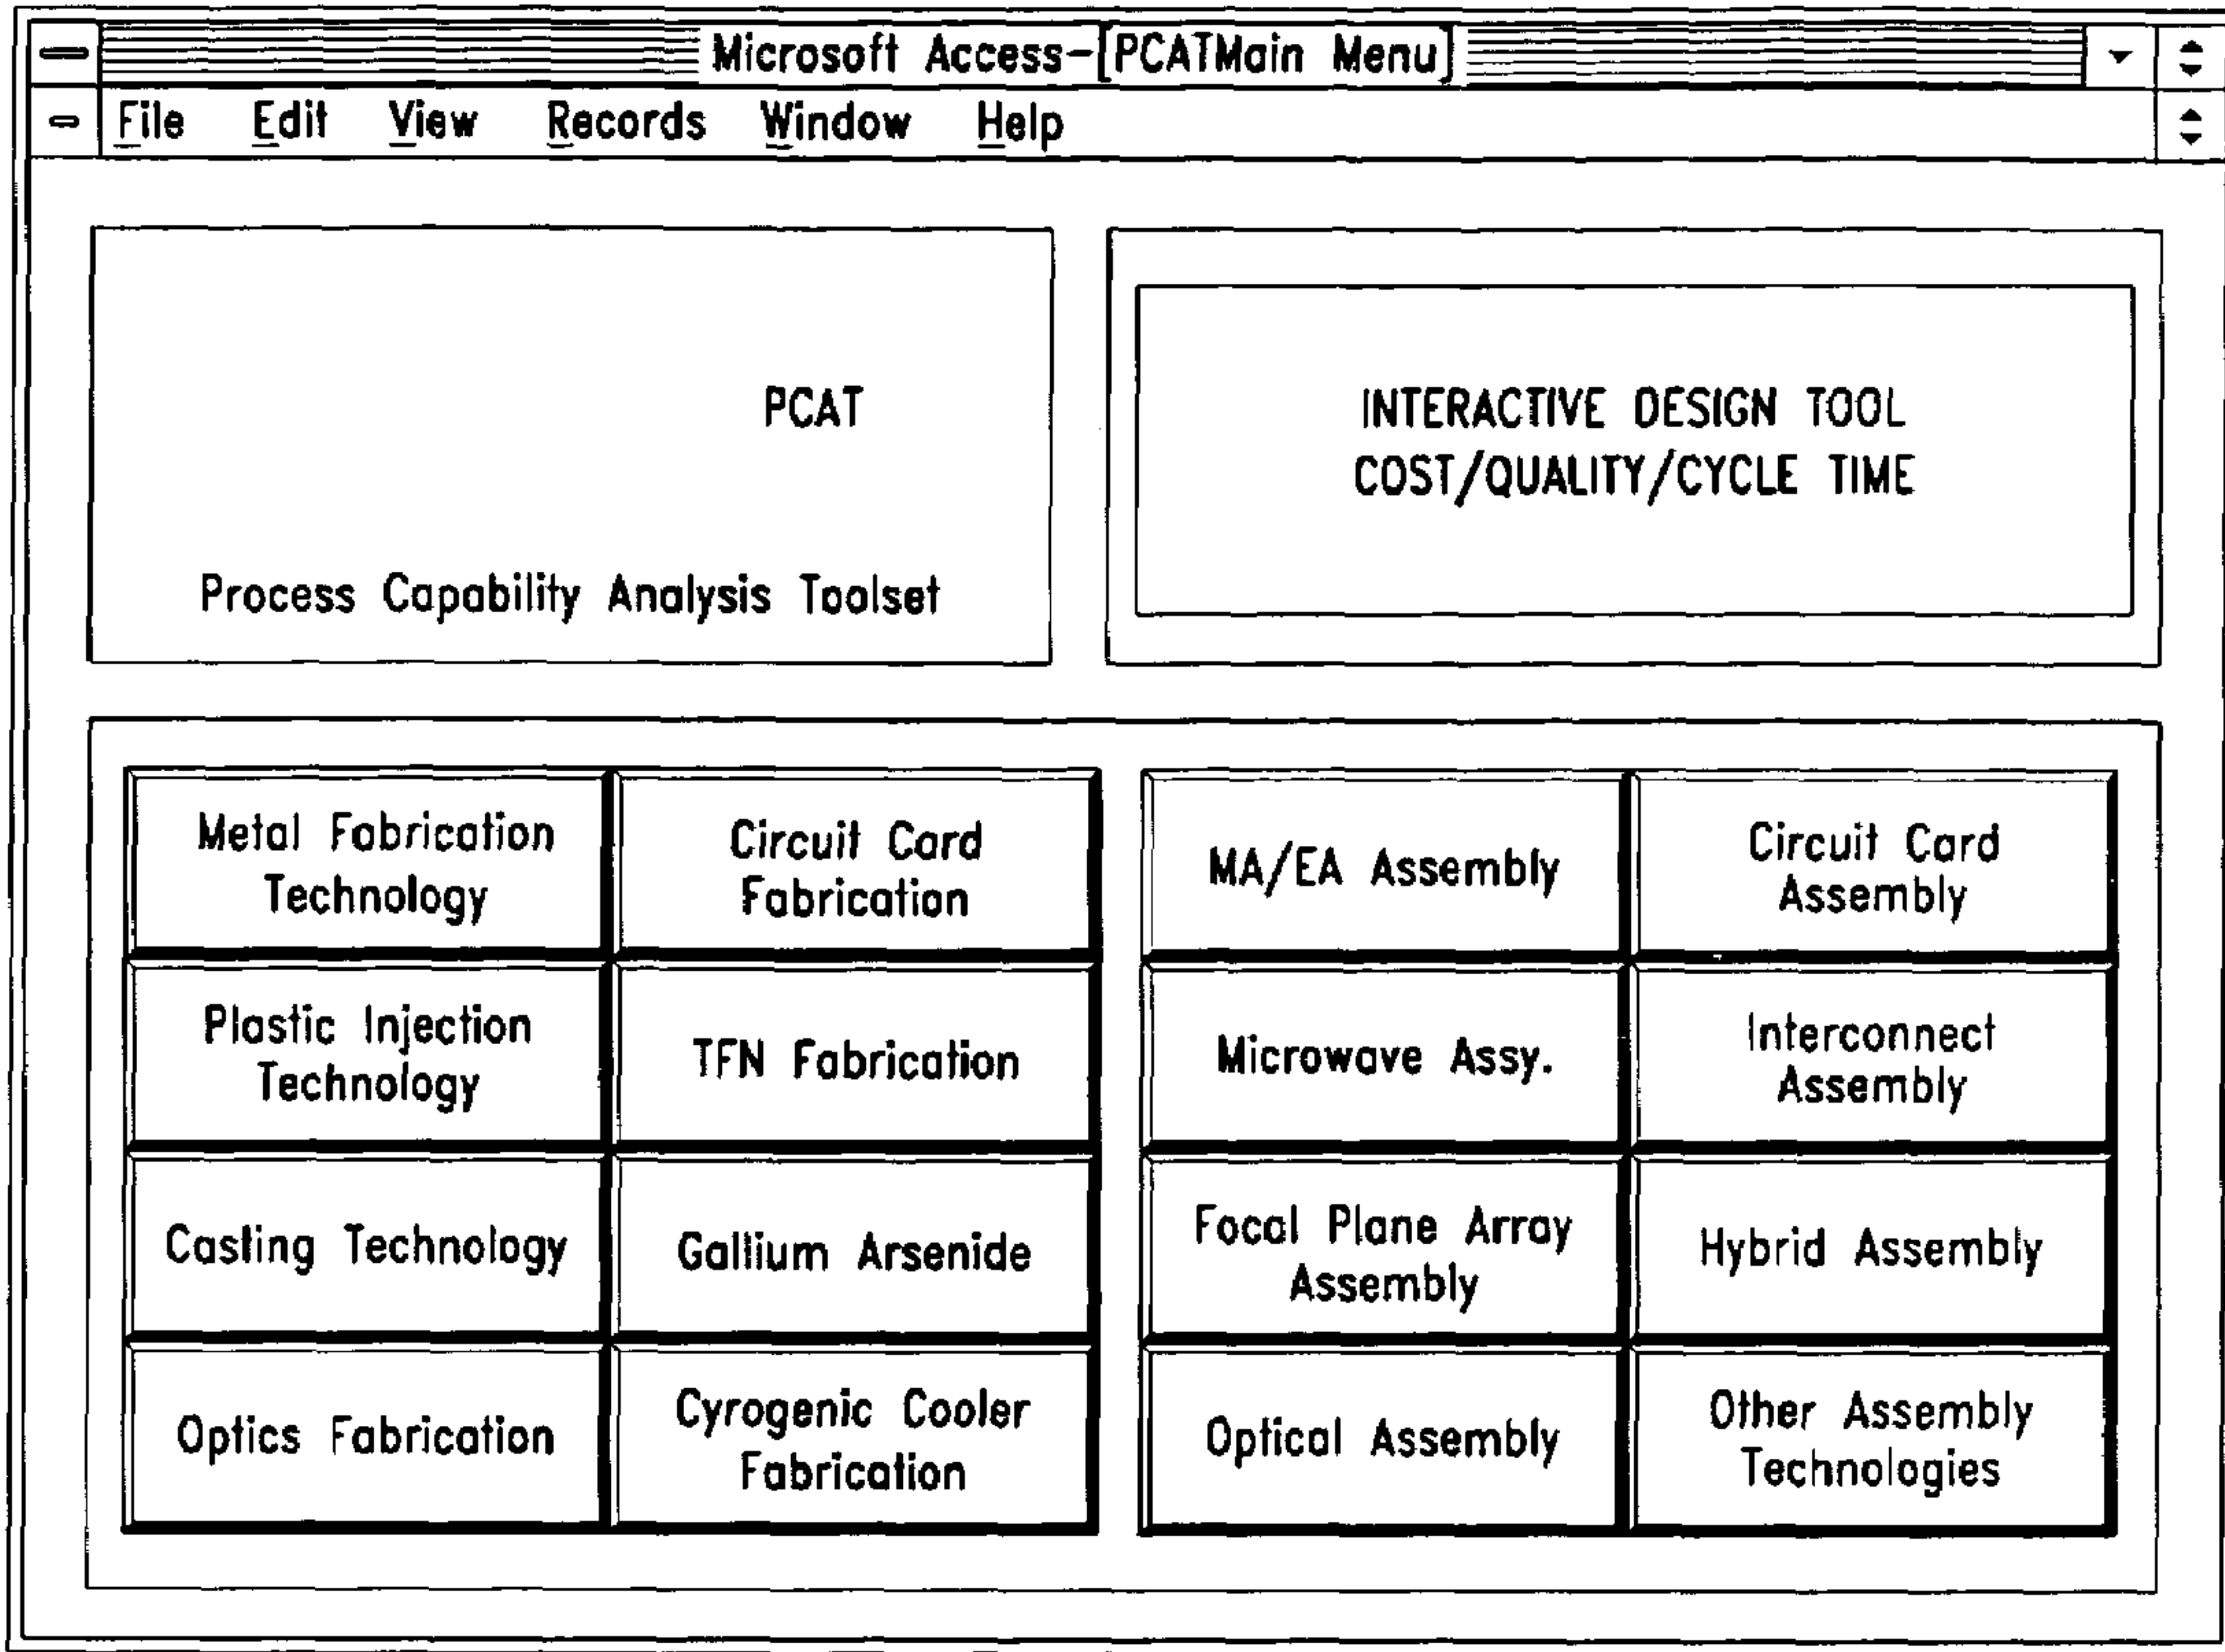 Microsoft Access-[PCATMain Menu]
File Edit View Records Window Help
PCAT
Process Capability Analysis Toolset
INTERACTIVE DESIGN TOOL
COST/QUALITY/CYCLE TIME
Metal Fabrication
Technology
Circuit Card
Fabrication
Plastic Injection
Technology
TFN Fabrication
Casting Technology
Gallium Arsenide
Optics Fabrication
Cyrogenic Cooler
Fabrication
MA/EA Assembly
Circuit Card
Assembly
Microwave Assy.
Interconnect
Assembly
Focal Plane Array
Assembly
Hybrid Assembly
Optical Assembly
Other Assembly
Technologies